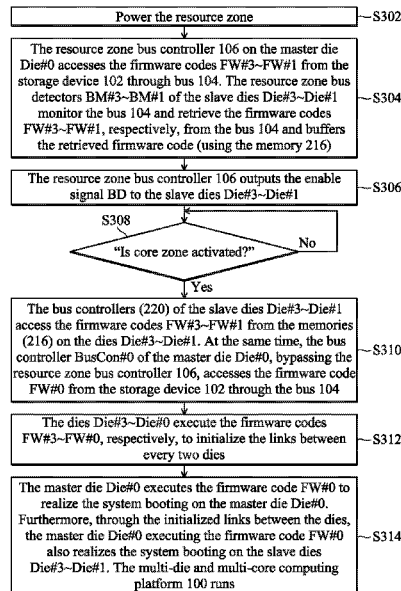 Power the resource zone
S302
The resource zone bus controller 106 on the master die
Die#0 accesses the firmware codes FW#3~FW#1 from the
storage device 102 through bus 104. The resource zone bus
detectors BM#3~BM#1 of the slave dies Die#3~Die#1
monitor the bus 104 and retrieve the firmware codes
FW#3~FW#1, respectively, from the bus 104 and buffers
the retrieved firmware code (using the memory 216)
S304
The resource zone bus controller 106 outputs the enable
signal BD to the slave dies Die#3~Die#1
S306
S308
"Is core zone activated?"
No
Yes
The bus controllers (220) of the slave dies Die#3~Die#1
access the firmware codes FW#3~FW#1 from the memories
(216) on the dies Die#3~Die#1. At the same time, the bus
controller BusCon#0 of the master die Die#0, bypassing the
resource zone bus controller 106, accesses the firmware code
FW#0 from the storage device 102 through the bus 104
S310
The dies Die#3~Die#0 execute the firmware codes
FW#3~FW#0, respectively, to initialize the links between
every two dies
S312
The master die Die#0 executes the firmware code FW#0 to
realize the system booting on the master die Die#0.
Furthermore, through the initialized links between the dies,
the master die Die#0 executing the firmware code FW#0
also realizes the system booting on the slave dies
Die#3~Die#1. The multi-die and multi-core computing
platform 100 runs
S314